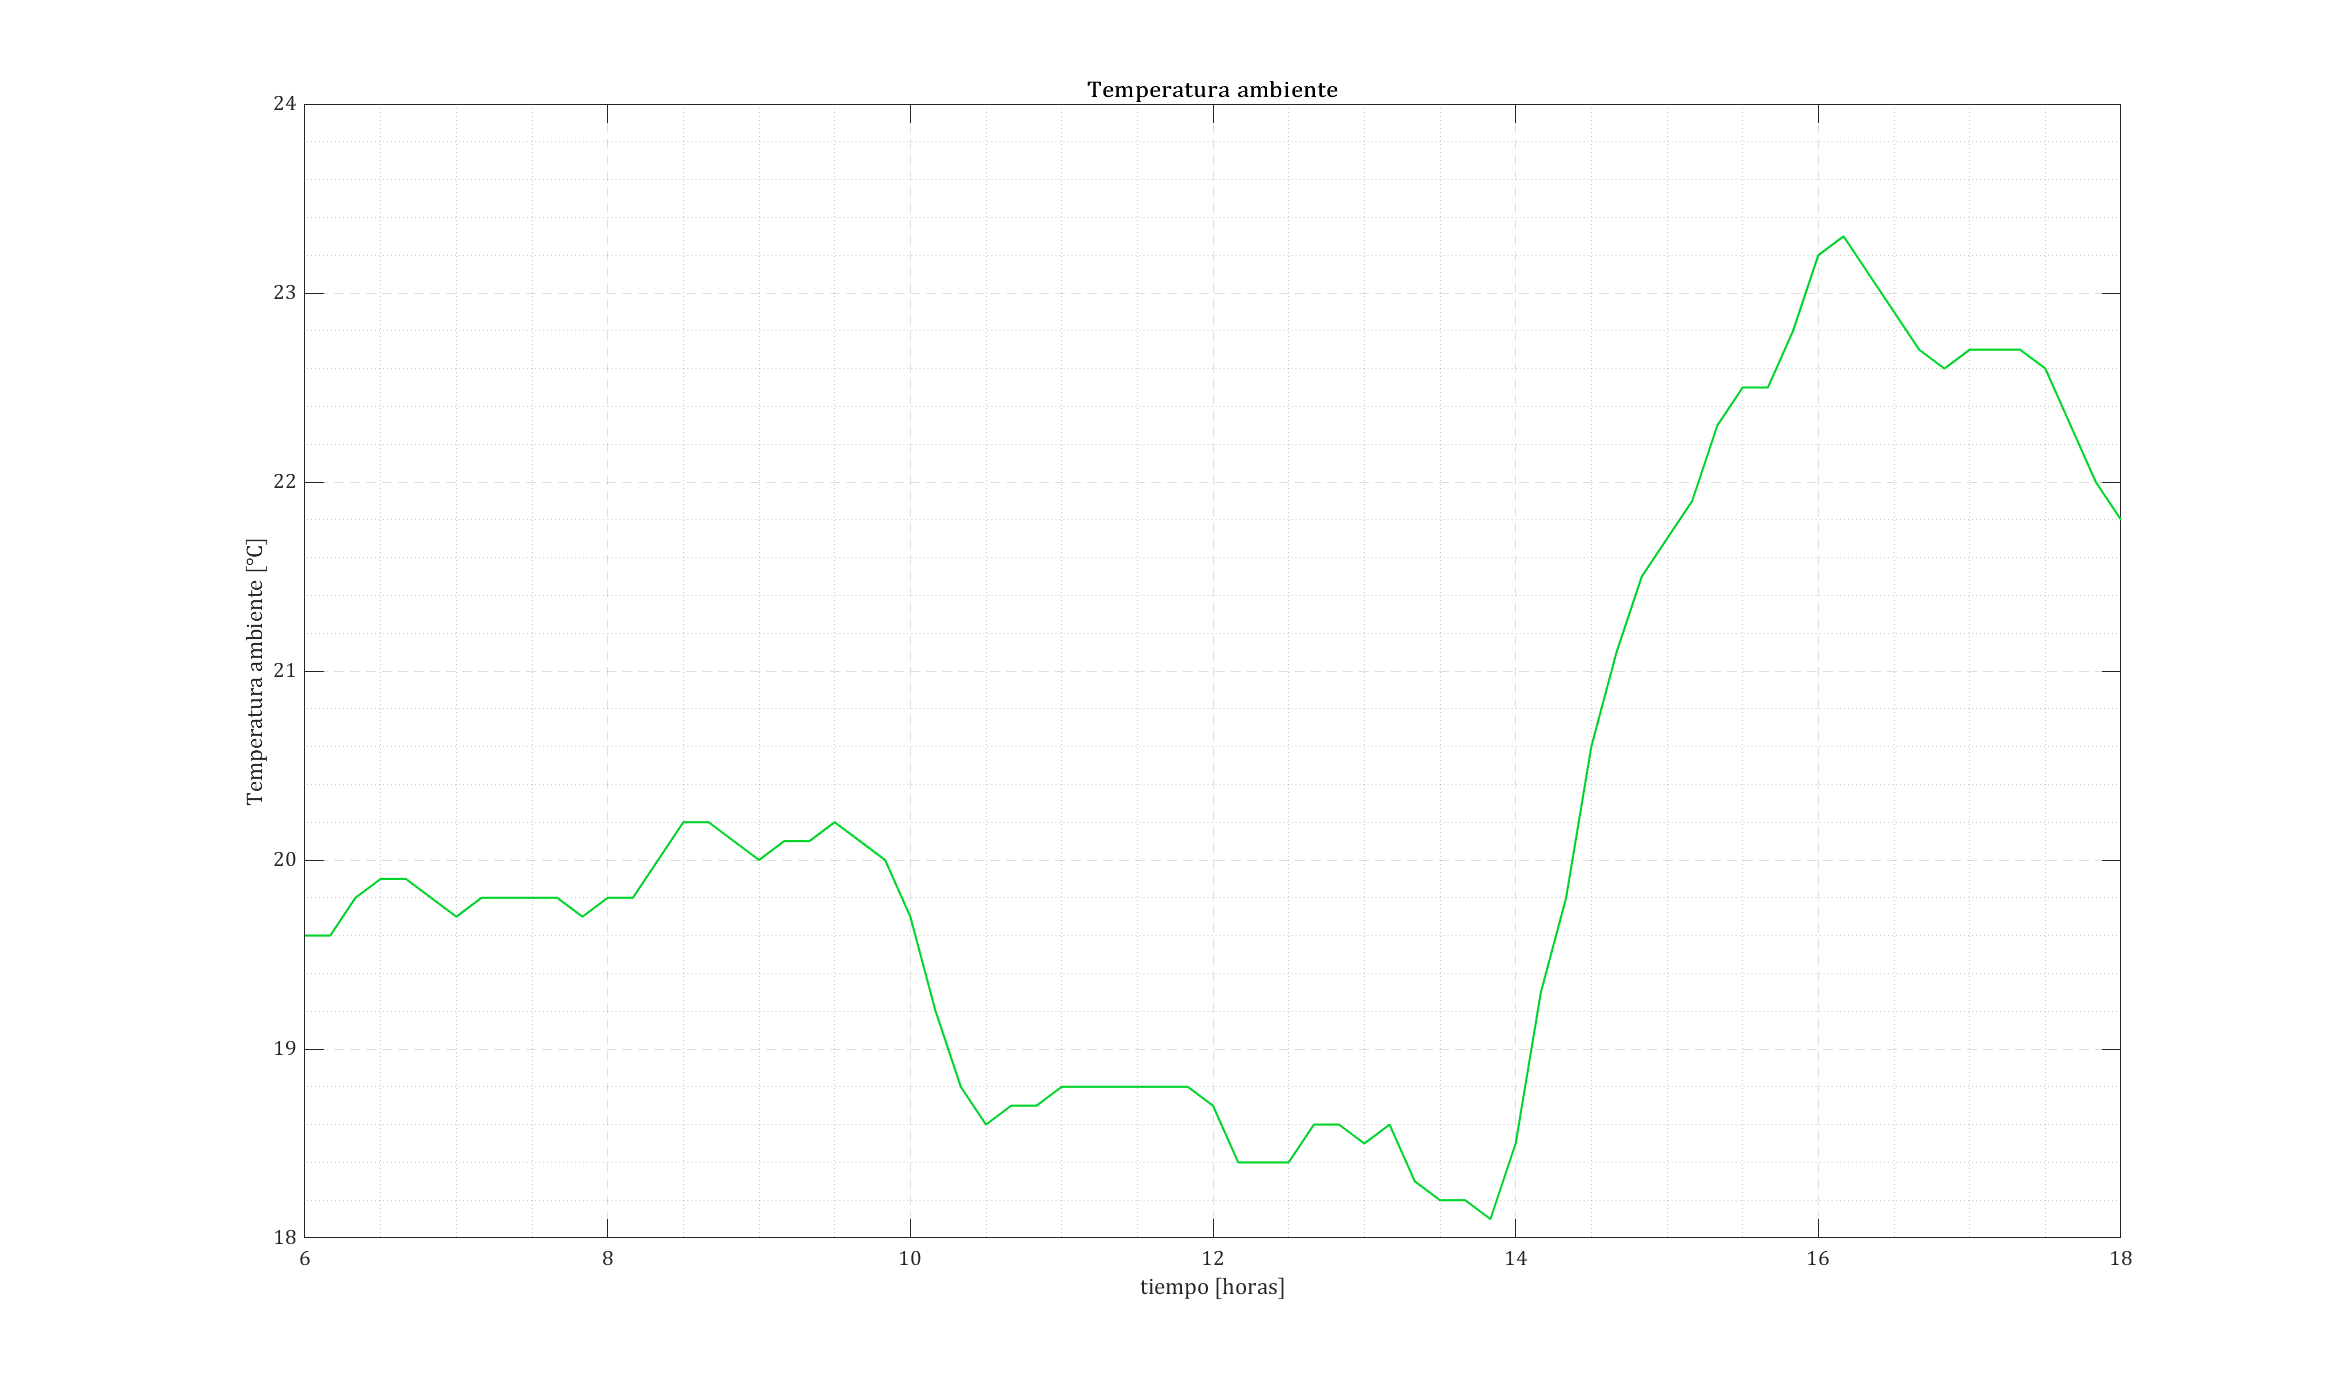 Temperatura ambiente
24
23
22
21
20
19
18
Temperatura ambiente [°C]
6 8 10 12 14 16 18
tiempo [horas]